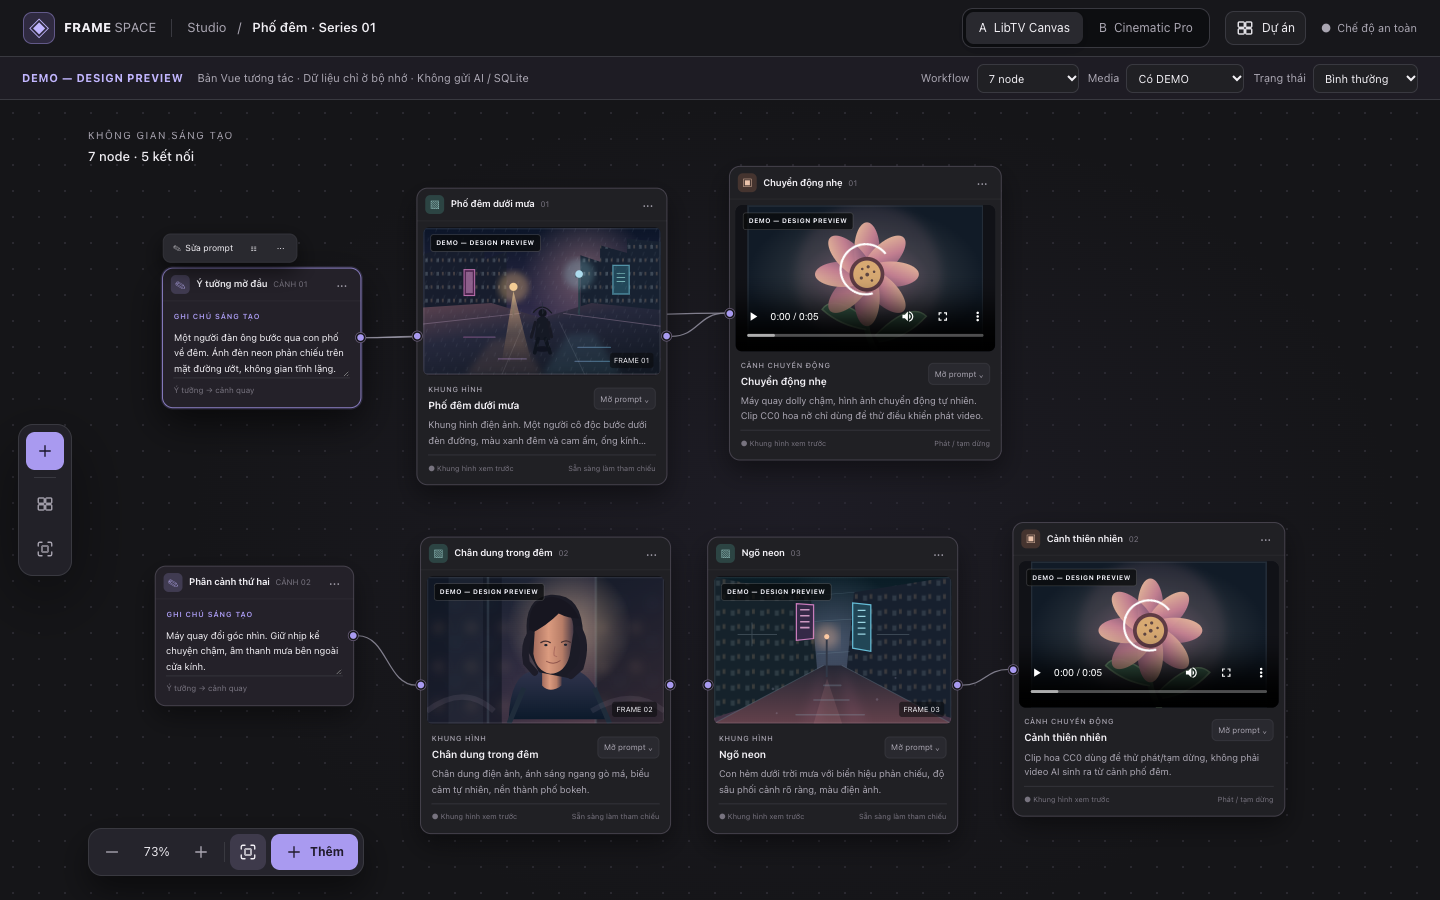 FRAME SPACE
Studio / Phố đêm · Series 01
A LibTV Canvas
B Cinematic Pro
Dự án
Chế độ an toàn
DEMO — DESIGN PREVIEW
Bản Vue tương tác · Dữ liệu chỉ ở bộ nhớ · Không gửi AI / SQLite
Workflow
7 node
Media
Có DEMO
Trạng thái
Bình thường
KHÔNG GIAN SÁNG TẠO
7 node · 5 kết nối
Sửa prompt
Ý tưởng mở đầu CẢNH 01
GHI CHÚ SÁNG TẠO
Một người đàn ông bước qua con phố
về đêm. Ánh đèn neon phản chiếu trên
mặt đường ướt, không gian tĩnh lặng.
Ý tưởng → cảnh quay
Phố đêm dưới mưa 01
DEMO — DESIGN PREVIEW
FRAME 01
KHUNG HÌNH
Phố đêm dưới mưa
Mở prompt
Khung hình điện ảnh. Một người cô độc bước dưới
đèn đường, màu xanh đêm và cam ấm, ống kính...
Khung hình xem trước
Sẵn sàng làm tham chiếu
Chuyển động nhẹ 01
DEMO — DESIGN PREVIEW
0:00 / 0:05
CẢNH CHUYỂN ĐỘNG
Chuyển động nhẹ
Mở prompt
Máy quay dolly chậm, hình ảnh chuyển động tự nhiên.
Clip CC0 hoa nở chỉ dùng để thử điều khiển phát video.
Khung hình xem trước
Phát / tạm dừng
Phân cảnh thứ hai CẢNH 02
GHI CHÚ SÁNG TẠO
Máy quay đổi góc nhìn. Giữ nhịp kể
chuyện chậm, âm thanh mưa bên ngoài
cửa kính.
Ý tưởng → cảnh quay
Chân dung trong đêm 02
DEMO — DESIGN PREVIEW
FRAME 02
KHUNG HÌNH
Chân dung trong đêm
Mở prompt
Chân dung điện ảnh, ánh sáng ngang gò má, biểu
cảm tự nhiên, nền thành phố bokeh.
Khung hình xem trước
Sẵn sàng làm tham chiếu
Ngõ neon 03
DEMO — DESIGN PREVIEW
FRAME 03
KHUNG HÌNH
Ngõ neon
Mở prompt
Con hẻm dưới trời mưa với biển hiệu phản chiếu, độ
sâu phối cảnh rõ ràng, màu điện ảnh.
Khung hình xem trước
Sẵn sàng làm tham chiếu
Cảnh thiên nhiên 02
DEMO — DESIGN PREVIEW
0:00 / 0:05
CẢNH CHUYỂN ĐỘNG
Cảnh thiên nhiên
Mở prompt
Clip hoa CC0 dùng để thử phát/tạm dừng, không phải
video AI sinh ra từ cảnh phố đêm.
Khung hình xem trước
Phát / tạm dừng
73%
Thêm